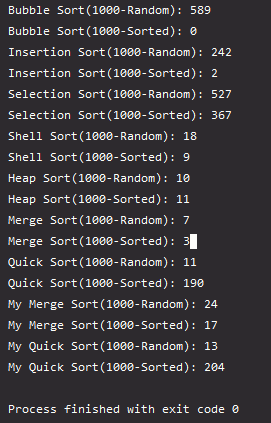 Bubble Sort(1000-Random): 589
Bubble Sort(1000-Sorted): 0
Insertion Sort(1000-Random): 242
Insertion Sort(1000-Sorted): 2
Selection Sort(1000-Random): 527
Selection Sort(1000-Sorted): 367
Shell Sort(1000-Random): 18
Shell Sort(1000-Sorted): 9
Heap Sort(1000-Random): 10
Heap Sort(1000-Sorted): 11
Merge Sort(1000-Random): 7
Merge Sort(1000-Sorted): 3
Quick Sort(1000-Random): 11
Quick Sort(1000-Sorted): 190
My Merge Sort(1000-Random): 24
My Merge Sort(1000-Sorted): 17
My Quick Sort(1000-Random): 13
My Quick Sort(1000-Sorted): 204
Process finished with exit code 0